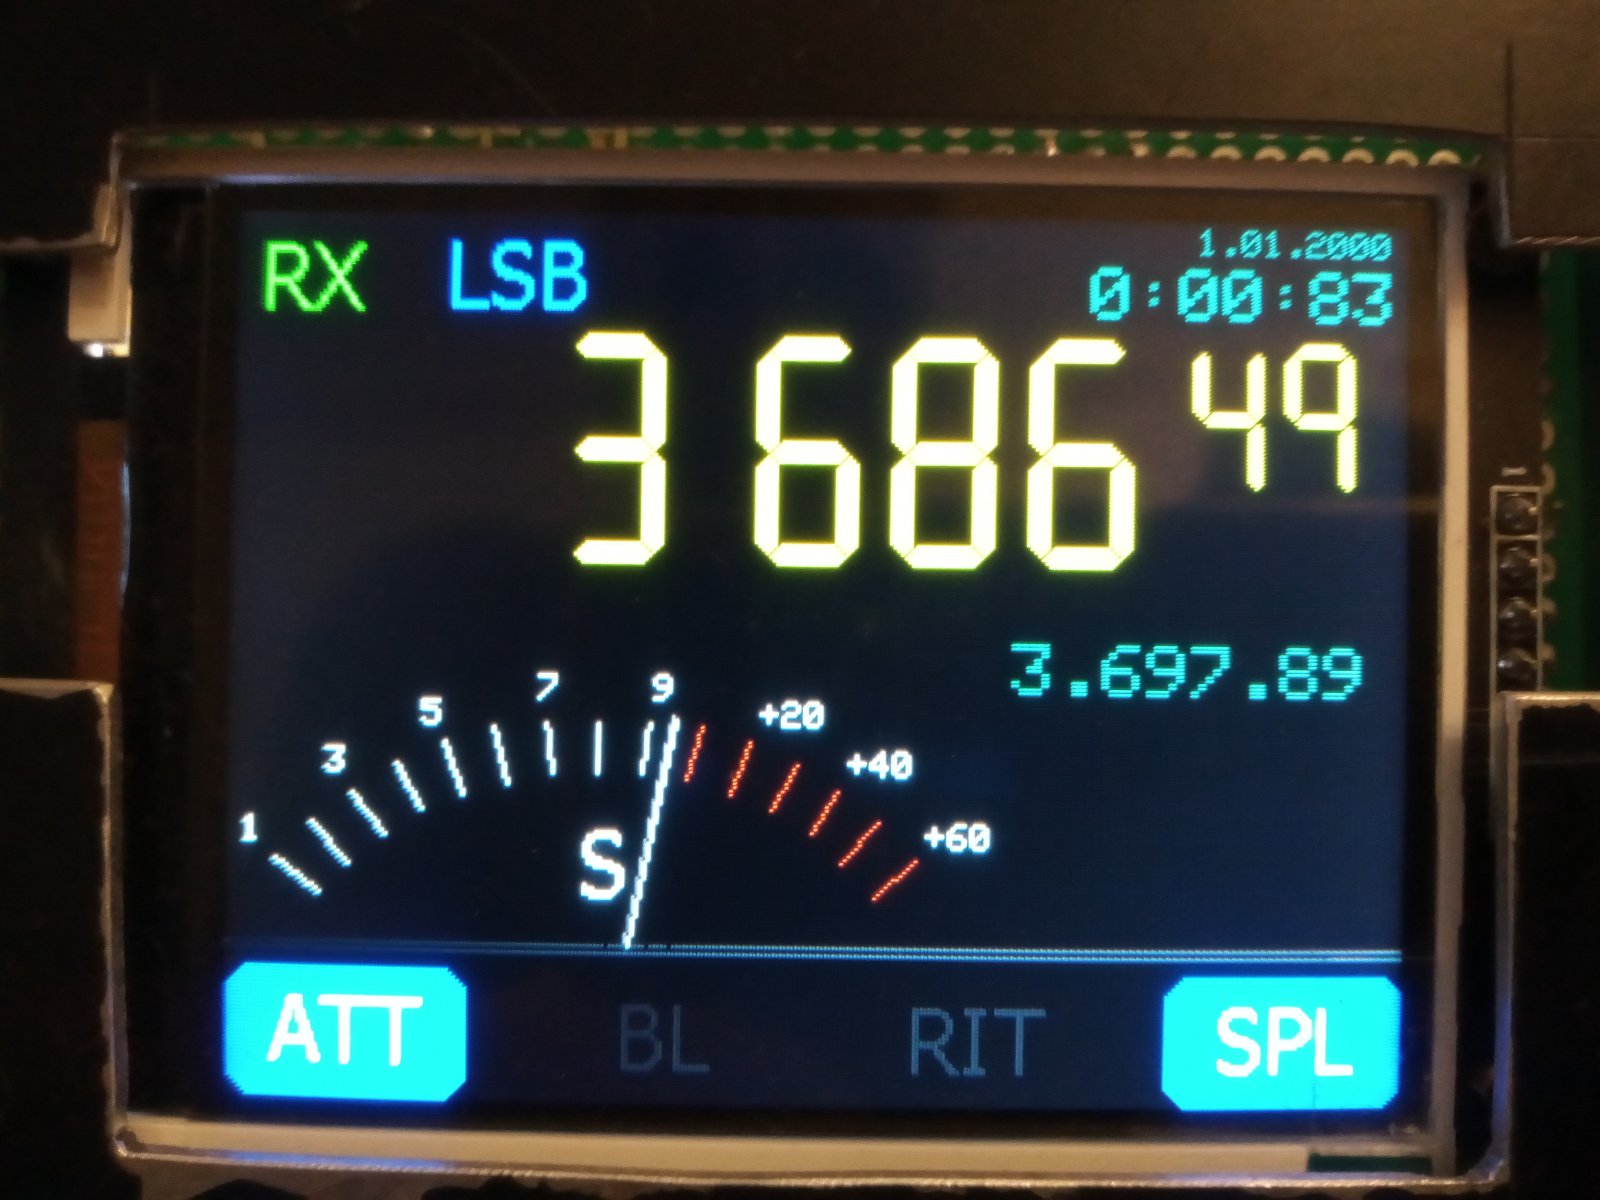 RX LSB 1.01.2000
0:00:83
3 686 49
3.697.89
1 3 5 7 9 +20 +40 +60
S
ATT BL RIT SPL